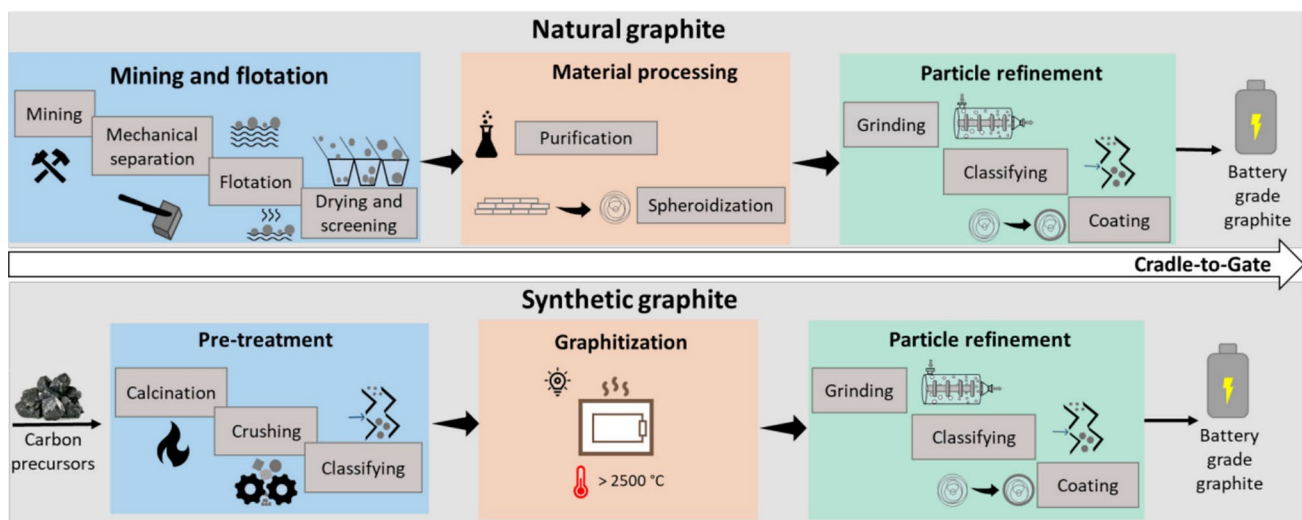 Natural graphite
Mining and flotation
Mining
Mechanical
separation
Flotation
Drying and
screening
Material processing
Purification
Spheroidization
Particle refinement
Grinding
Classifying
Coating
Battery
grade
graphite
Cradle-to-Gate
Synthetic graphite
Carbon
precursors
Pre-treatment
Calcination
Crushing
Classifying
Graphitization
> 2500 °C
Particle refinement
Grinding
Classifying
Coating
Battery
grade
graphite